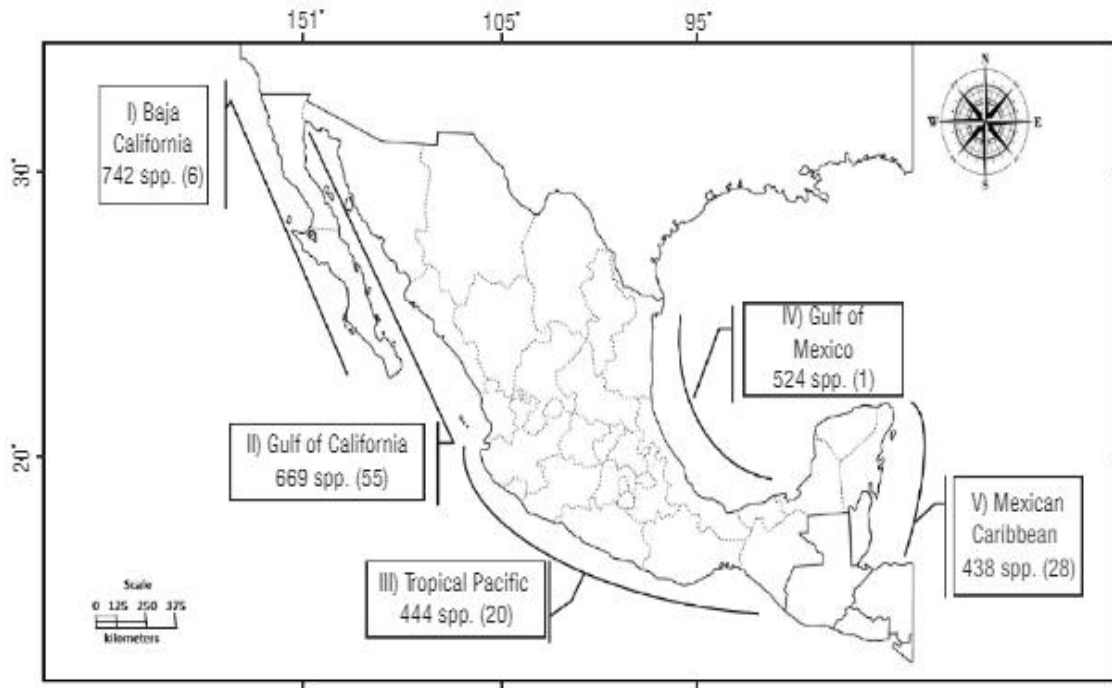 151°
105°
95°
N
W
E
S
30°
20°
I) Baja
California
742 spp. (6)
IV) Gulf of
Mexico
524 spp. (1)
II) Gulf of California
669 spp. (55)
V) Mexican
Caribbean
438 spp. (28)
III) Tropical Pacific
444 spp. (20)
Scale
0 125 250 375
kilometers